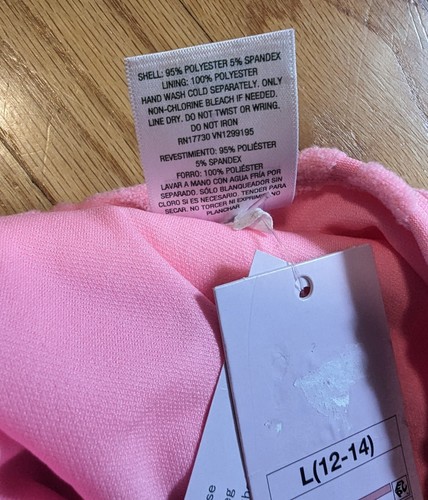 SHELL: 95% POLYESTER 5% SPANDEX
LINING: 100% POLYESTER
HAND WASH COLD SEPARATELY. ONLY
NON-CHLORINE BLEACH IF NEEDED.
LINE DRY. DO NOT TWIST OR WRING.
DO NOT IRON
RN17730 VN1299195
REVESTIMIENTO: 95% POLIÉSTER
5% SPANDEX
FORRO: 100% POLIÉSTER
LAVAR A MANO CON AGUA FRÍA POR
SEPARADO. SÓLO BLANQUEADOR SIN
CLORO SI ES NECESARIO. TENDER PARA
SECAR. NO TORCER NI EXPRIMIR. NO
PLANCHAR
L(12-14)